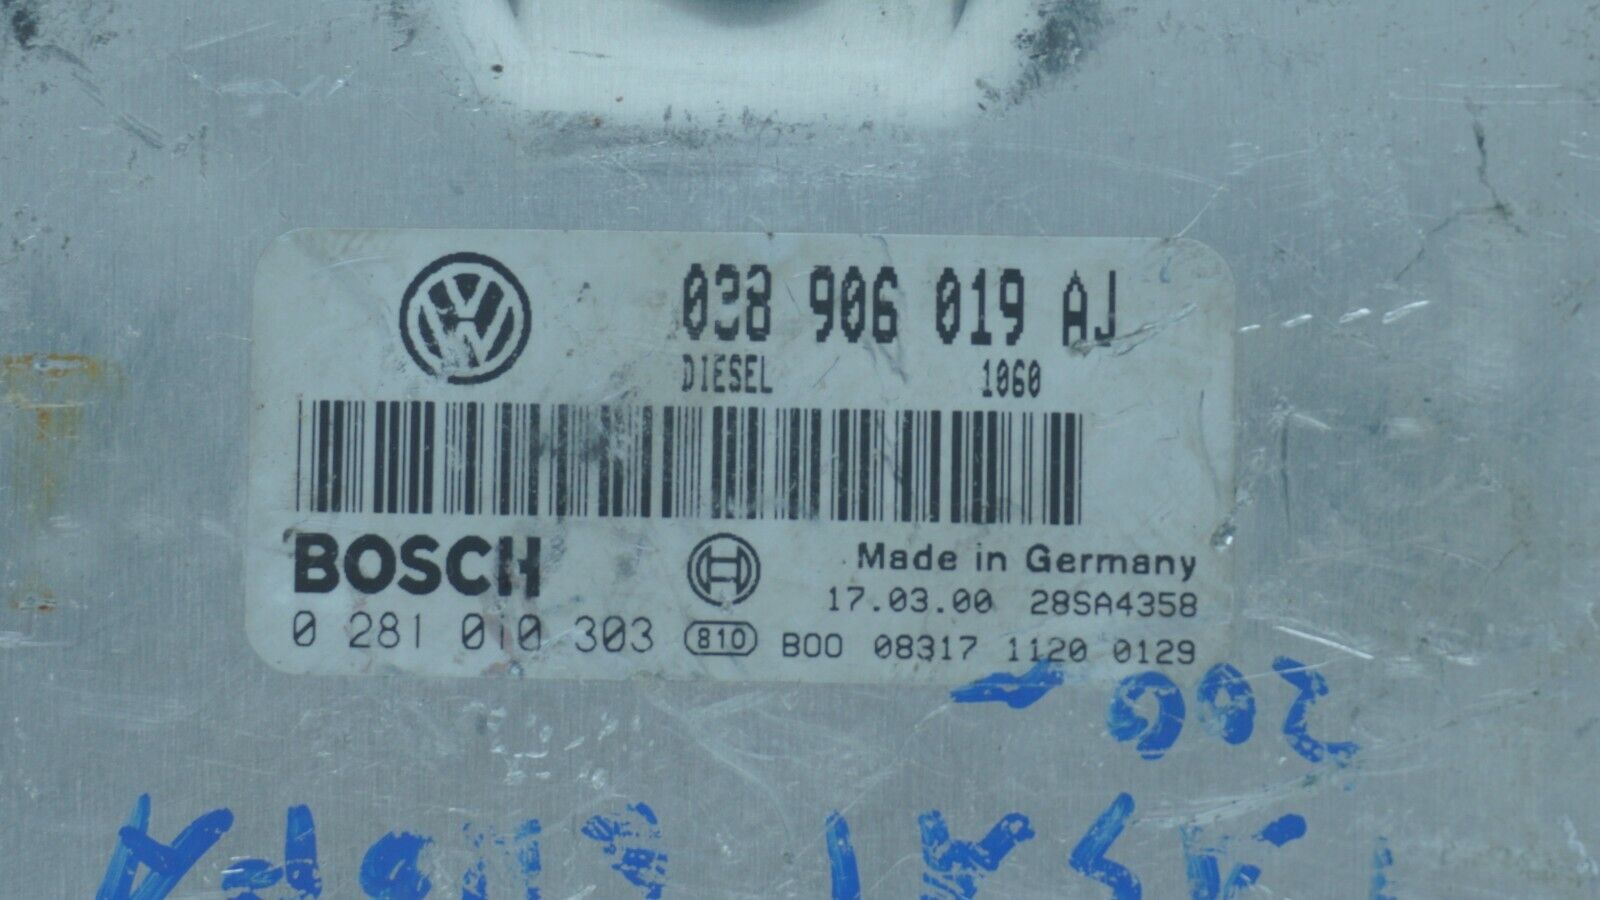 038 906 019 AJ
DIESEL 1060
BOSCH
Made in Germany
17.03.00 28SA4358
0 281 010 303 810 B00 08317 1120 0129
200